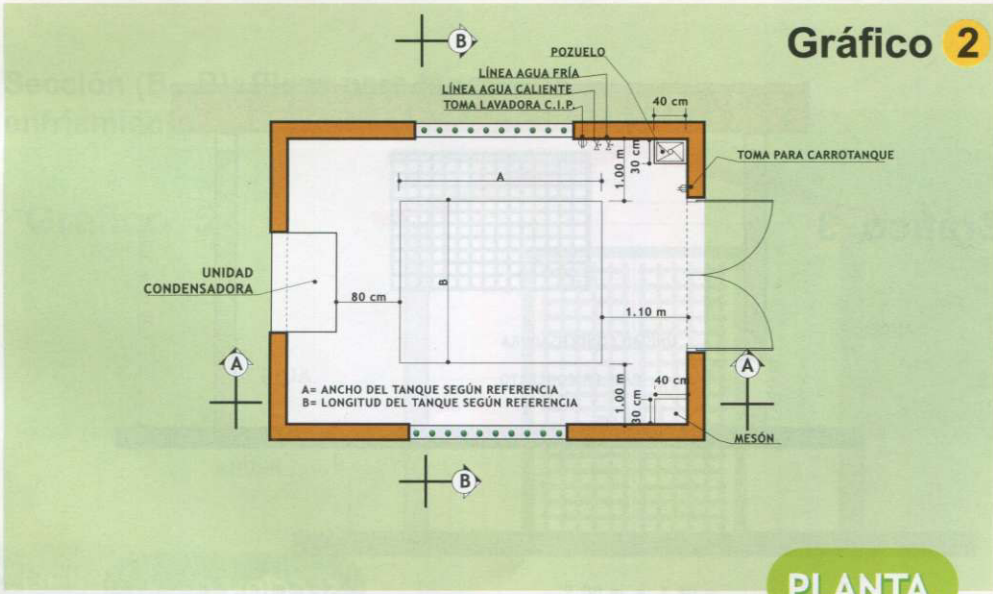 Gráfico 2
B
POZUELO
LÍNEA AGUA FRÍA
LÍNEA AGUA CALIENTE
TOMA LAVADORA C.I.P.
40 cm
TOMA PARA CARROTANQUE
1.00 m
30 cm
A
B
UNIDAD
CONDENSADORA
80 cm
1.10 m
A
A
A= ANCHO DEL TANQUE SEGÚN REFERENCIA
B= LONGITUD DEL TANQUE SEGÚN REFERENCIA
1.00 m
40 cm
30 cm
MESÓN
B
PLANTA